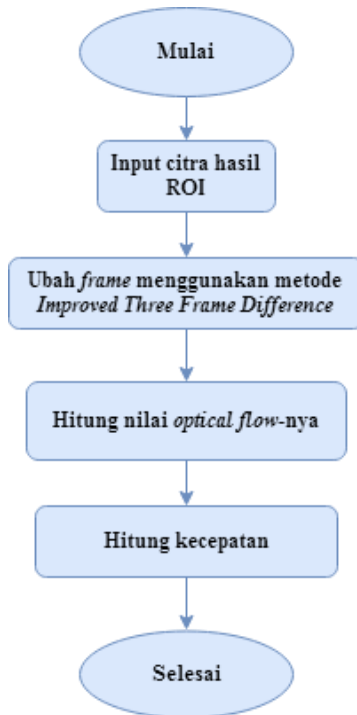 Mulai
Input citra hasil
ROI
Ubah frame menggunakan metode
Improved Three Frame Difference
Hitung nilai optical flow-nya
Hitung kecepatan
Selesai